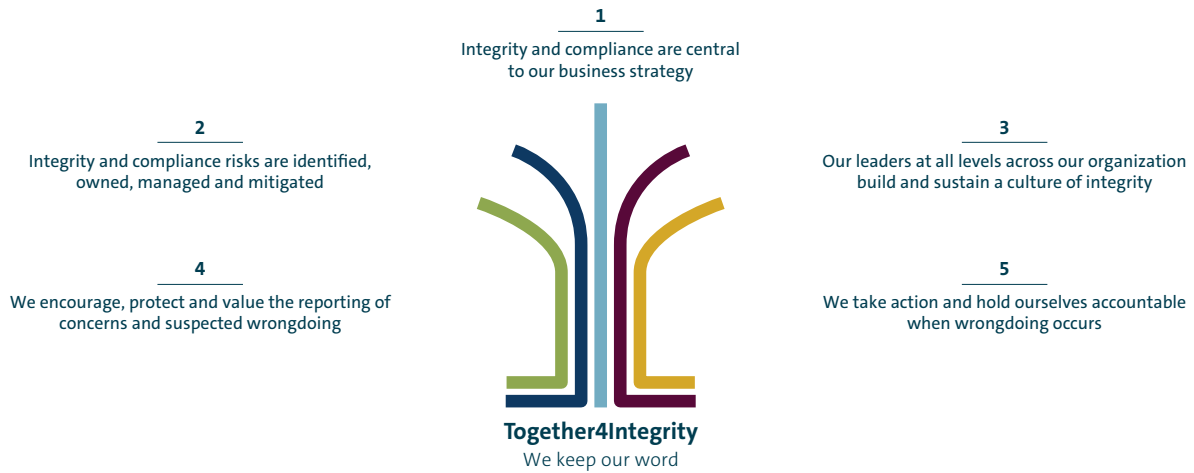 1
Integrity and compliance are central
to our business strategy
2
Integrity and compliance risks are identified,
owned, managed and mitigated
3
Our leaders at all levels across our organization
build and sustain a culture of integrity
4
We encourage, protect and value the reporting of
concerns and suspected wrongdoing
5
We take action and hold ourselves accountable
when wrongdoing occurs
Together4Integrity
We keep our word